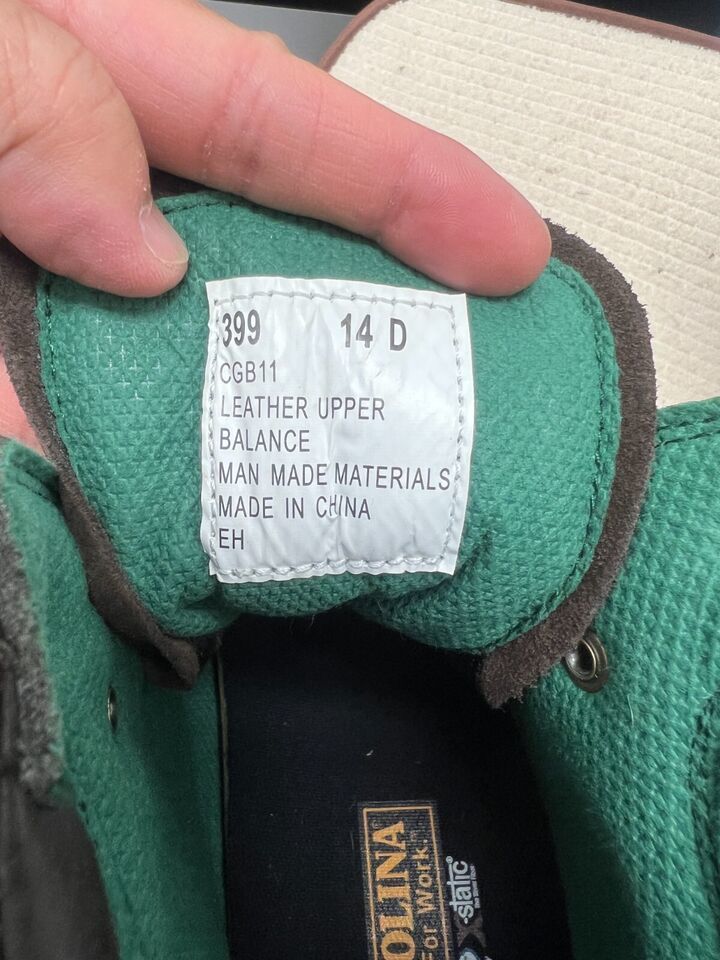 399 14 D
CGB11
LEATHER UPPER
BALANCE
MAN MADE MATERIALS
MADE IN CHINA
EH
OLINA
For Work.
X-static®